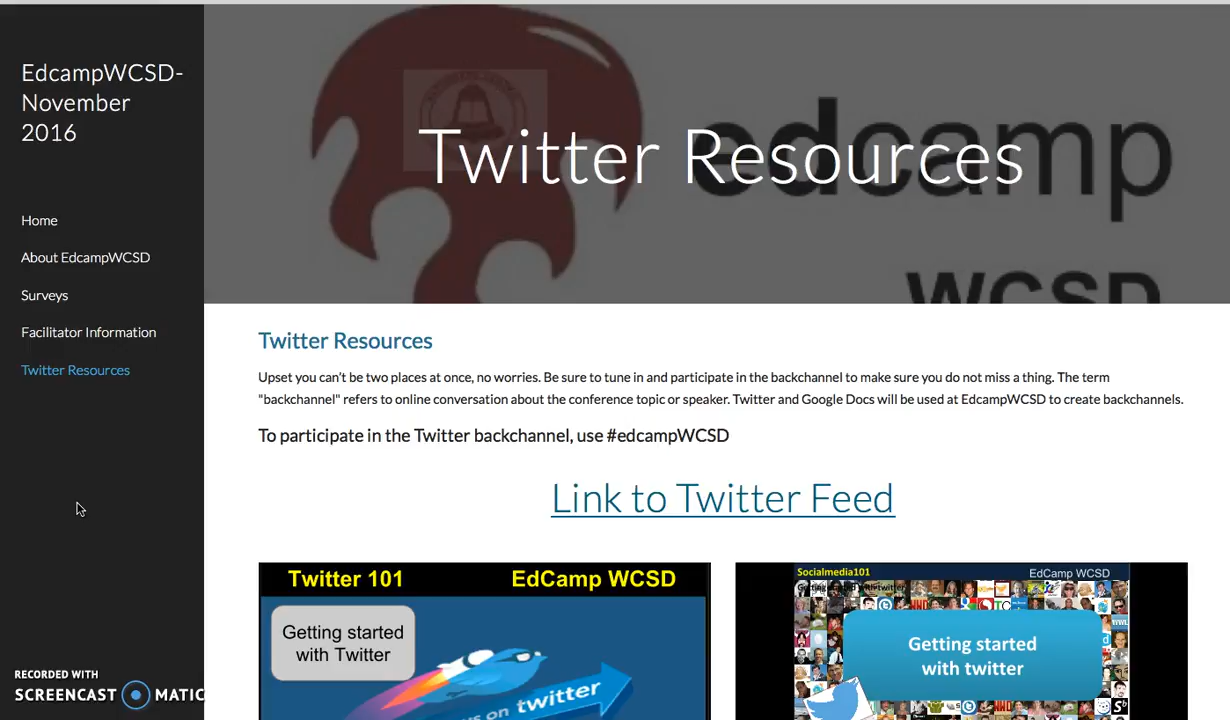 EdcampWCSD-
November
2016
Home
About EdcampWCSD
Surveys
Facilitator Information
Twitter Resources
RECORDED WITH
SCREENCAST MATIC
edcamp
WCSD
Twitter Resources
Twitter Resources
Upset you can't be two places at once, no worries. Be sure to tune in and participate in the backchannel to make sure you do not miss a thing. The term
"backchannel" refers to online conversation about the conference topic or speaker. Twitter and Google Docs will be used at EdcampWCSD to create backchannels.
To participate in the Twitter backchannel, use #edcampWCSD
Link to Twitter Feed
Twitter 101 EdCamp WCSD
Getting started
with Twitter
on twitter
Socialmedia101 EdCamp WCSD
Getting started with twitter
Getting started
with twitter